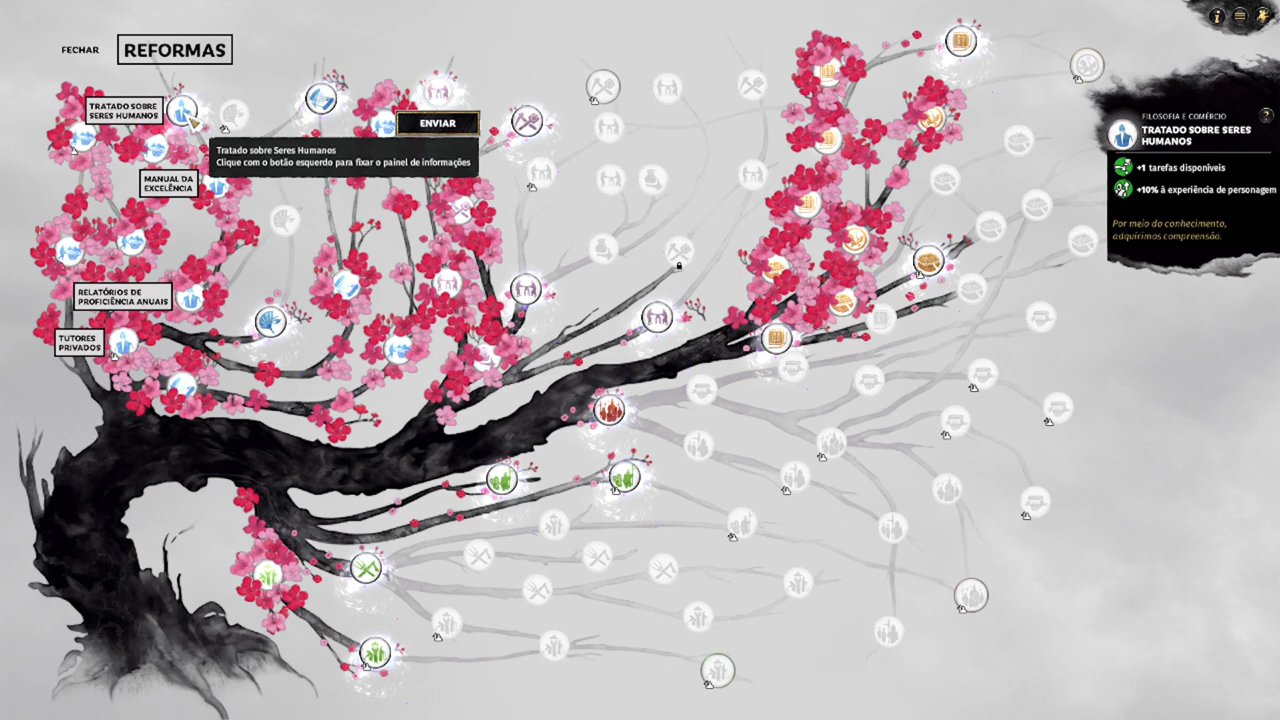 FECHAR
REFORMAS
TRATADO SOBRE
SERES HUMANOS
ENVIAR
Tratado sobre Seres Humanos
Clique com o botão esquerdo para fixar o painel de informações
MANUAL DA
EXCELÊNCIA
RELATÓRIOS DE
PROFICIÊNCIA ANUAIS
TUTORES
PRIVADOS
FILOSOFIA E COMÉRCIO
?
TRATADO SOBRE SERES
HUMANOS
+1 tarefas disponíveis
+10% à experiência de personagem
Por meio do conhecimento,
adquirimos compreensão.